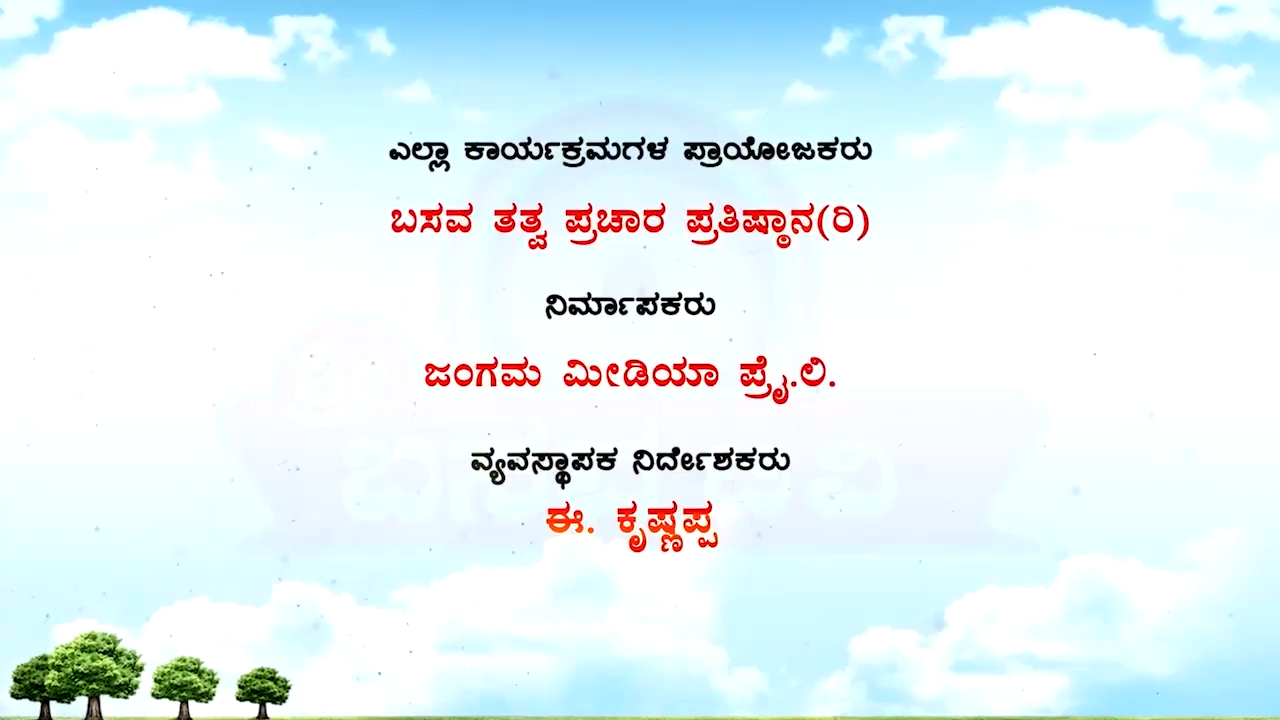 ಎಲ್ಲಾ ಕಾರ್ಯಕ್ರಮಗಳ ಪ್ರಾಯೋಜಕರು
ಬಸವ ತತ್ವ ಪ್ರಚಾರ ಪ್ರತಿಷ್ಠಾನ(ರಿ)
ನಿರ್ಮಾಪಕರು
ಜಂಗಮ ಮೀಡಿಯಾ ಪ್ರೈ.ಲಿ.
ವ್ಯವಸ್ಥಾಪಕ ನಿರ್ದೇಶಕರು
ಈ. ಕೃಷ್ಣಪ್ಪ